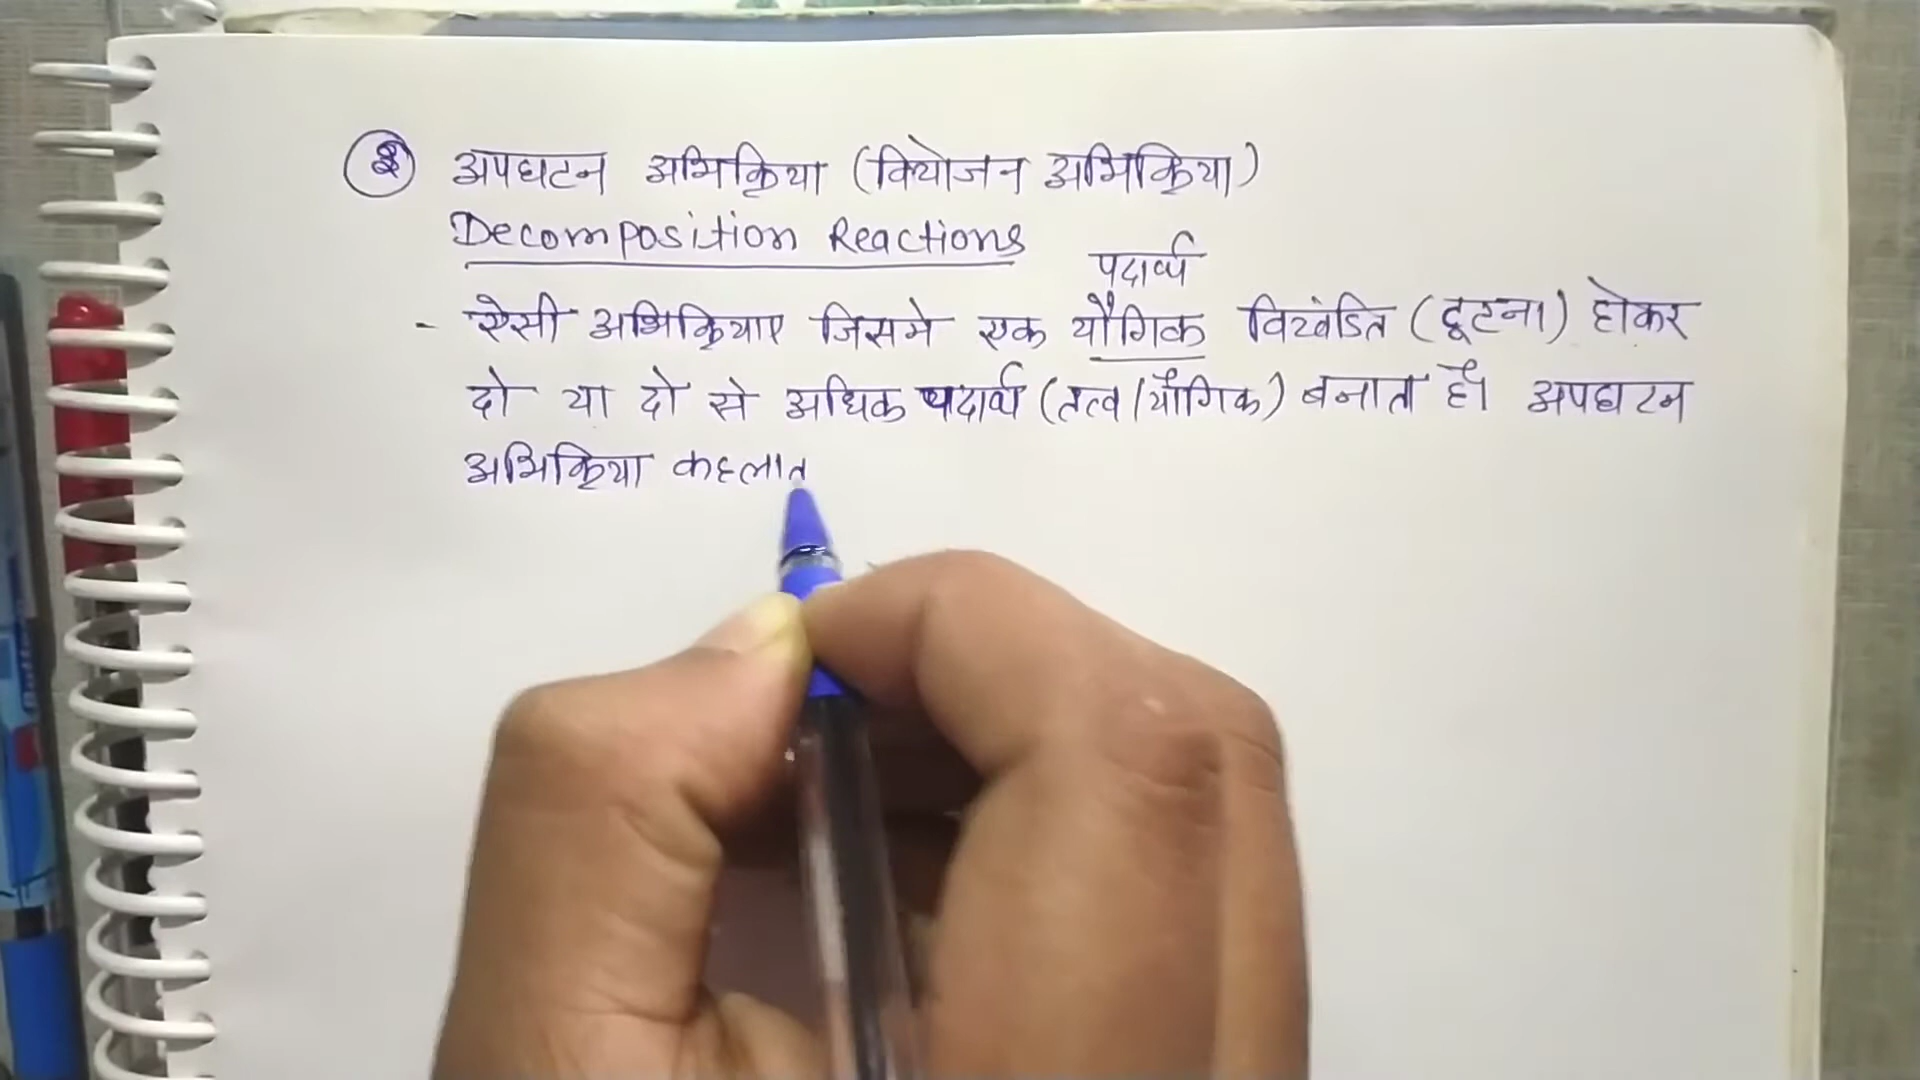 अपघटन अभिक्रिया (वियोजन अभिक्रिया)
Decomposition Reactions
पदार्थ
- ऐसी अभिक्रियाए जिसमे एक यौगिक विखंडित (टूटना) होकर
दो या दो से अधिक पदार्थ (तत्व/यौगिक) बनाता है। अपघटन
अभिक्रिया कहलात